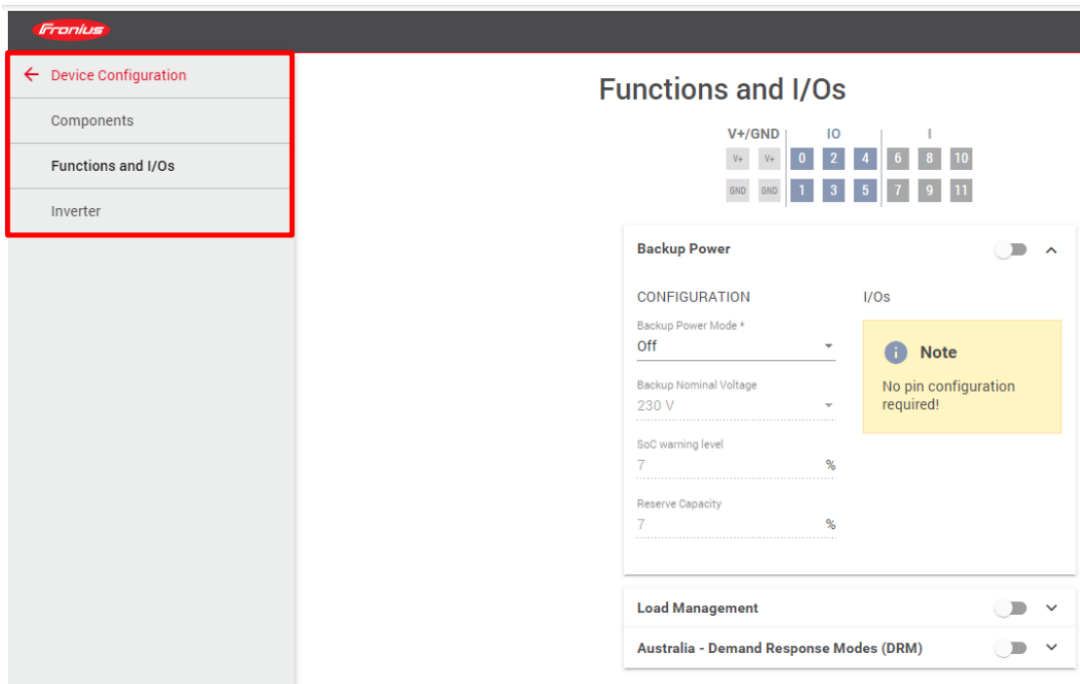 Fronius
Device Configuration
Components
Functions and I/Os
Inverter
Functions and I/Os
V+/GND IO I
V+ V+ 0 2 4 6 8 10
GND GND 1 3 5 7 9 11
Backup Power
CONFIGURATION
Backup Power Mode *
Off
Backup Nominal Voltage
230 V
SoC warning level
7 %
Reserve Capacity
7 %
I/Os
i Note
No pin configuration
required!
Load Management
Australia - Demand Response Modes (DRM)